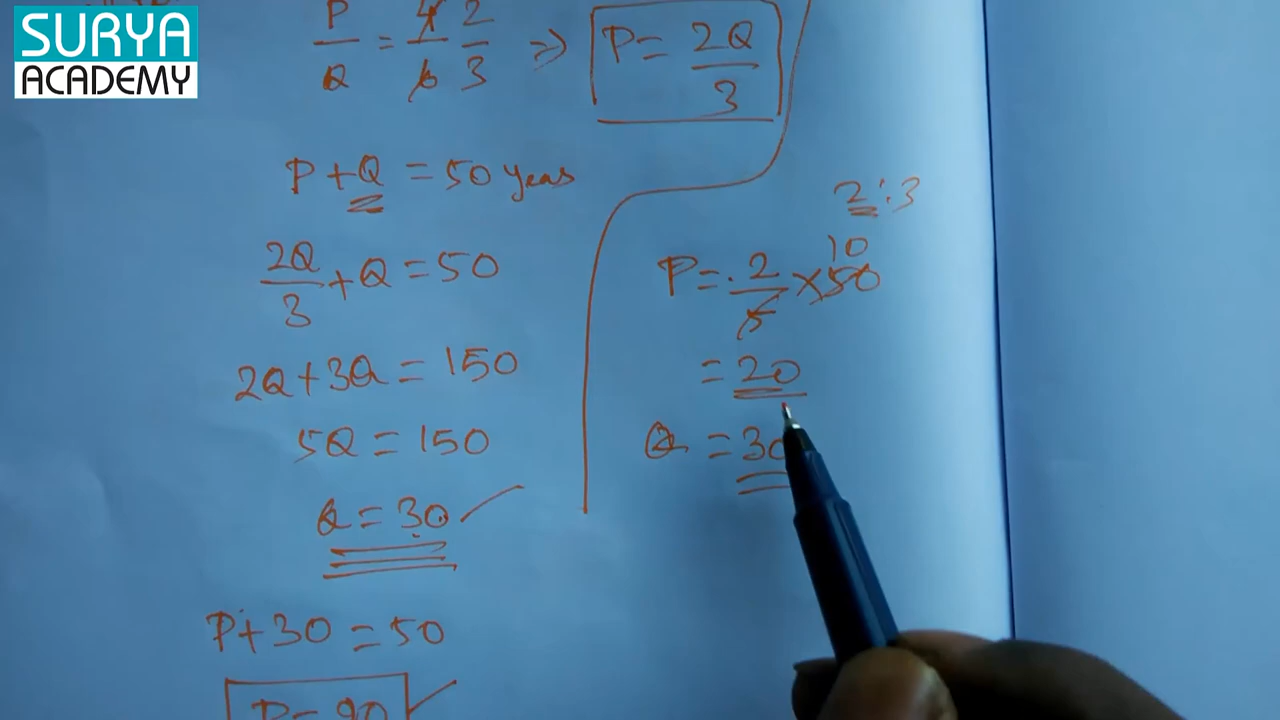 SURYA
ACADEMY
P/Q = 4/6 2/3 => P = 2Q/3
P + Q = 50 years
2Q/3 + Q = 50
2Q + 3Q = 150
5Q = 150
Q = 30
P + 30 = 50
2:3
10
P = 2/5 × 50
= 20
Q = 30